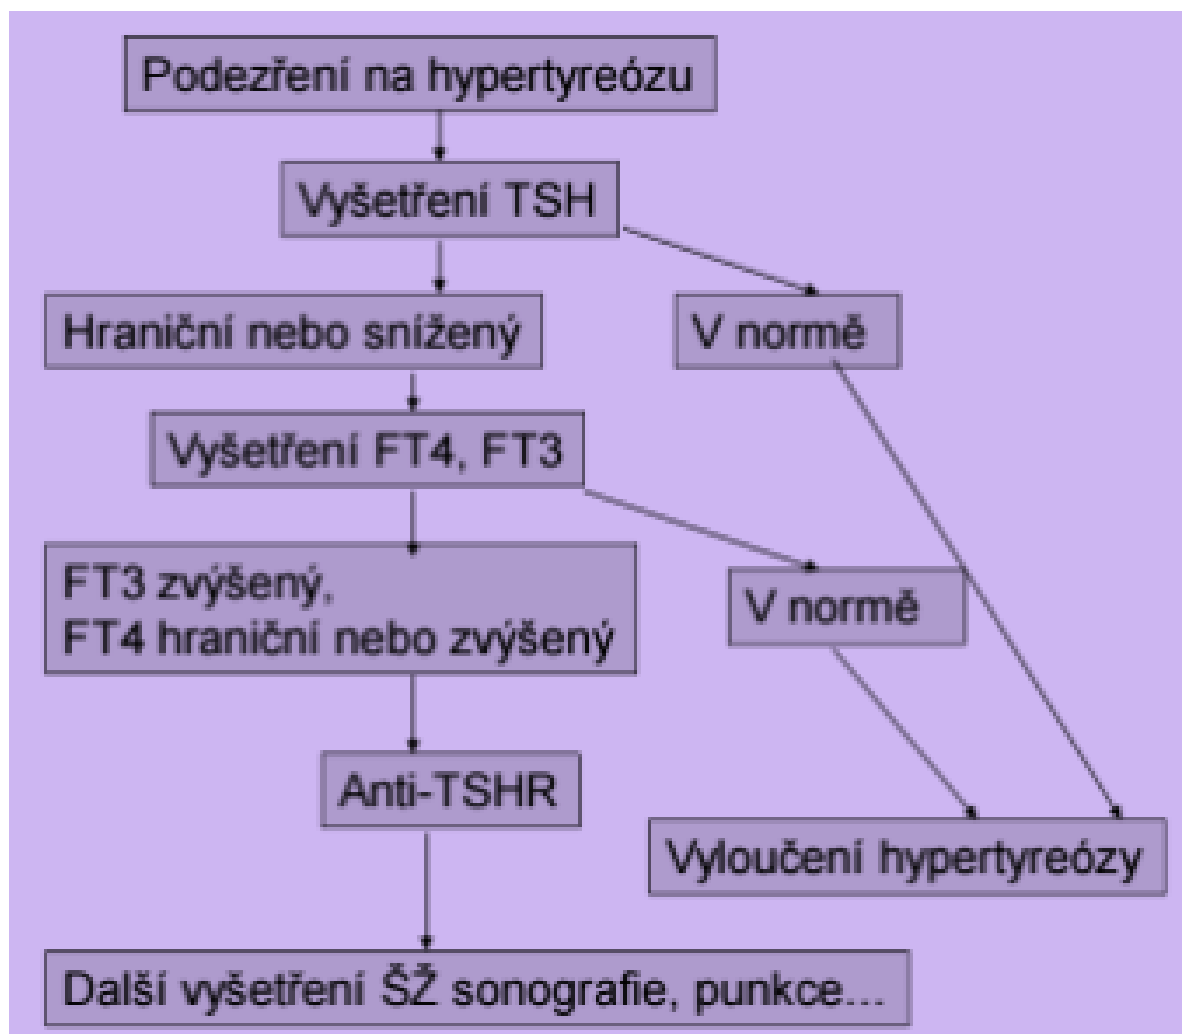 Podezření na hypertyreózu
Vyšetření TSH
Hraniční nebo snížený
V normě
Vyšetření FT4, FT3
FT3 zvýšený,
FT4 hraniční nebo zvýšený
V normě
Anti-TSHR
Vyloučení hypertyreózy
Další vyšetření ŠŽ sonografie, punkce...